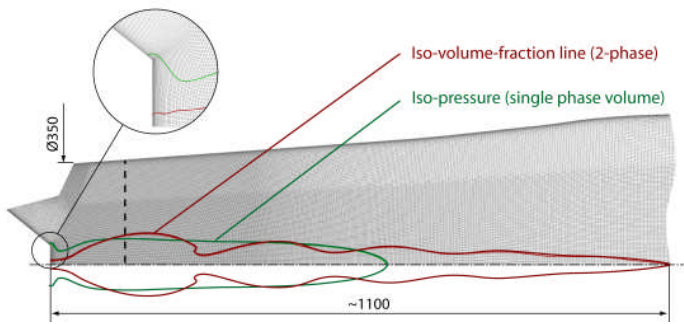 Iso-volume-fraction line (2-phase)
Iso-pressure (single phase volume)
Ø350
~1100